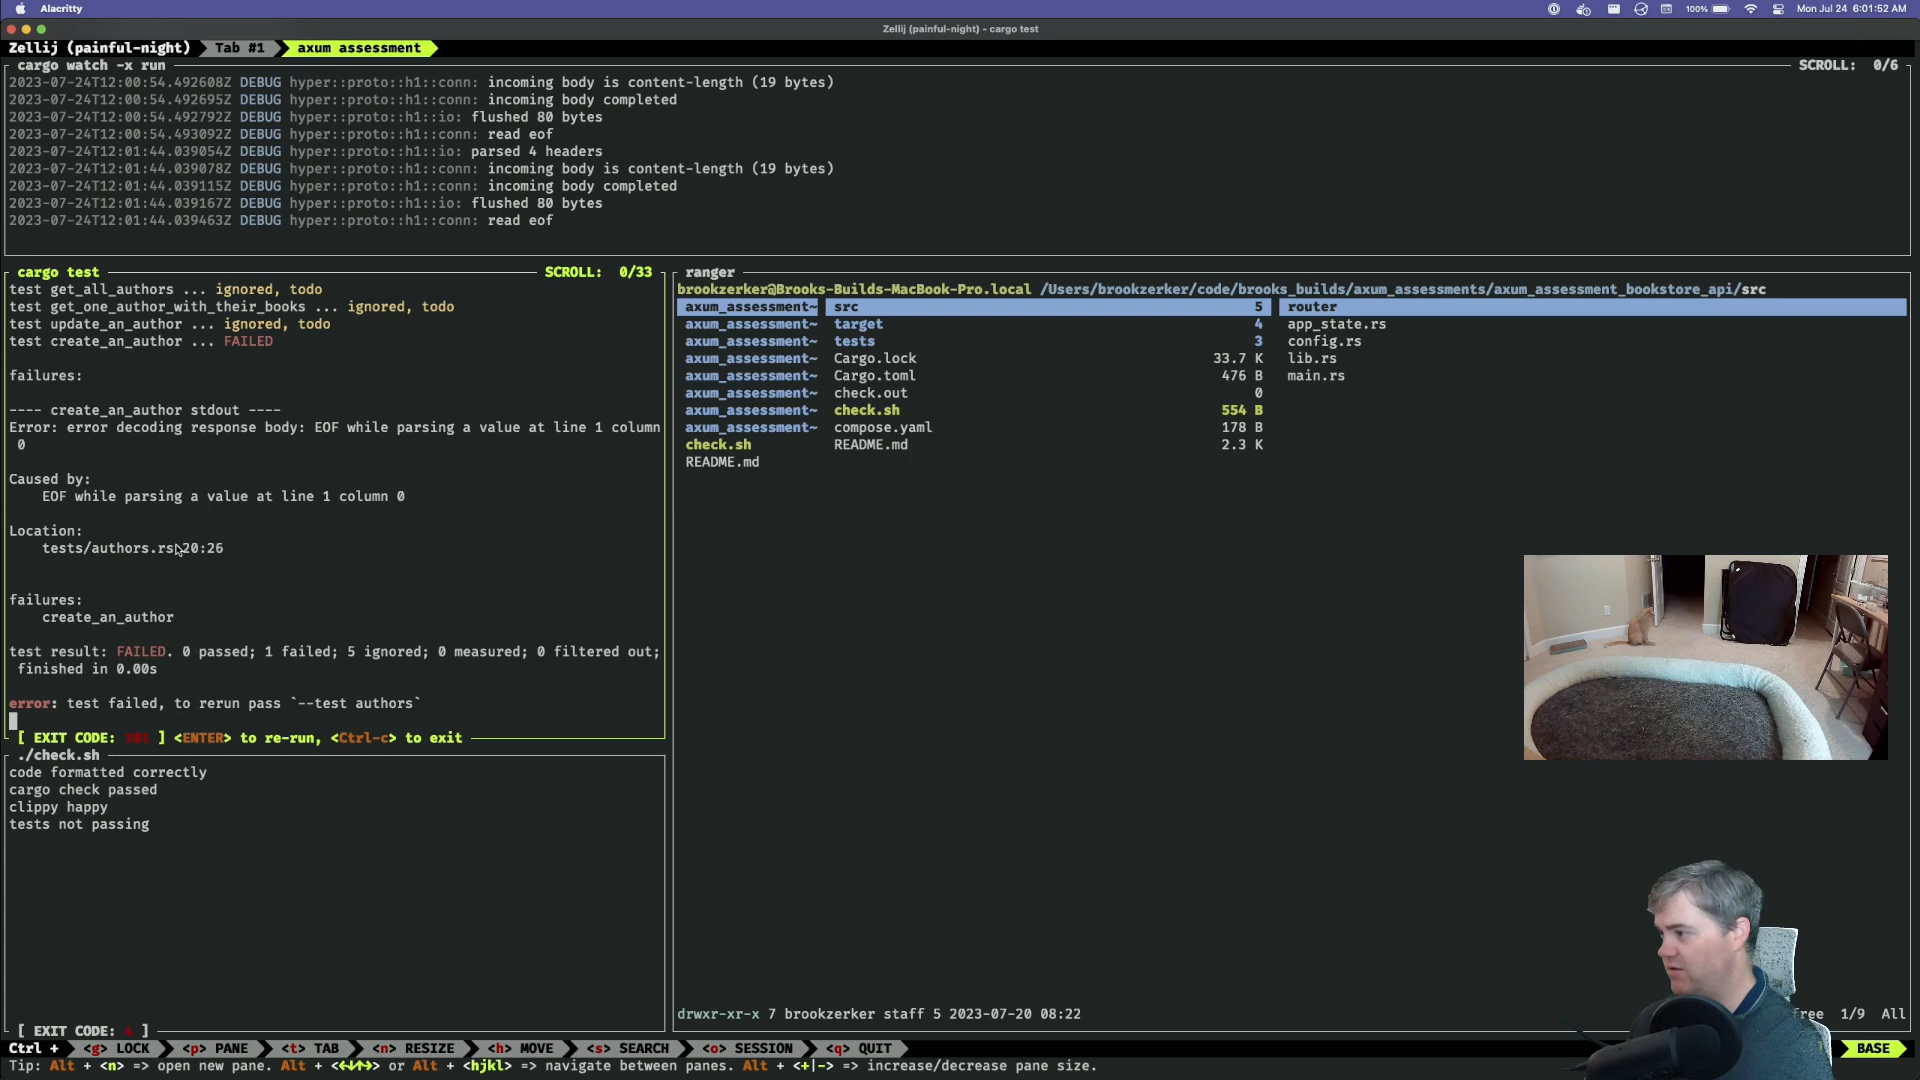 Alacritty
100%
Mon Jul 24 6:01:52 AM
Zellij (painful-night) - cargo test
Zellij (painful-night) Tab #1 axum assessment
cargo watch -x run SCROLL: 0/6
2023-07-24T12:00:54.492608Z DEBUG hyper::proto::h1::conn: incoming body is content-length (19 bytes)
2023-07-24T12:00:54.492695Z DEBUG hyper::proto::h1::conn: incoming body completed
2023-07-24T12:00:54.492792Z DEBUG hyper::proto::h1::io: flushed 80 bytes
2023-07-24T12:00:54.493092Z DEBUG hyper::proto::h1::conn: read eof
2023-07-24T12:01:44.039054Z DEBUG hyper::proto::h1::io: parsed 4 headers
2023-07-24T12:01:44.039078Z DEBUG hyper::proto::h1::conn: incoming body is content-length (19 bytes)
2023-07-24T12:01:44.039115Z DEBUG hyper::proto::h1::conn: incoming body completed
2023-07-24T12:01:44.039167Z DEBUG hyper::proto::h1::io: flushed 80 bytes
2023-07-24T12:01:44.039463Z DEBUG hyper::proto::h1::conn: read eof
cargo test SCROLL: 0/33
test get_all_authors ... ignored, todo
test get_one_author_with_their_books ... ignored, todo
test update_an_author ... ignored, todo
test create_an_author ... FAILED
failures:
---- create_an_author stdout ----
Error: error decoding response body: EOF while parsing a value at line 1 column
0
Caused by:
EOF while parsing a value at line 1 column 0
Location:
tests/authors.rs:20:26
failures:
create_an_author
test result: FAILED. 0 passed; 1 failed; 5 ignored; 0 measured; 0 filtered out;
finished in 0.00s
error: test failed, to rerun pass `--test authors`
[ EXIT CODE: 101 ] <ENTER> to re-run, <Ctrl-c> to exit
./check.sh
code formatted correctly
cargo check passed
clippy happy
tests not passing
[ EXIT CODE: 4 ]
ranger
brookzerker@Brooks-Builds-MacBook-Pro.local /Users/brookzerker/code/brooks_builds/axum_assessments/axum_assessment_bookstore_api/src
axum_assessment~ src 5 router
axum_assessment~ target 4 app_state.rs
axum_assessment~ tests 3 config.rs
axum_assessment~ Cargo.lock 33.7 K lib.rs
axum_assessment~ Cargo.toml 476 B main.rs
axum_assessment~ check.out 0
axum_assessment~ check.sh 554 B
axum_assessment~ compose.yaml 178 B
check.sh README.md 2.3 K
README.md
drwxr-xr-x 7 brookzerker staff 5 2023-07-20 08:22 free 1/9 All
Ctrl + <g> LOCK <p> PANE <t> TAB <n> RESIZE <h> MOVE <s> SEARCH <o> SESSION <q> QUIT BASE
Tip: Alt + <n> => open new pane. Alt + <←↓↑→> or Alt + <hjkl> => navigate between panes. Alt + <+|-> => increase/decrease pane size.